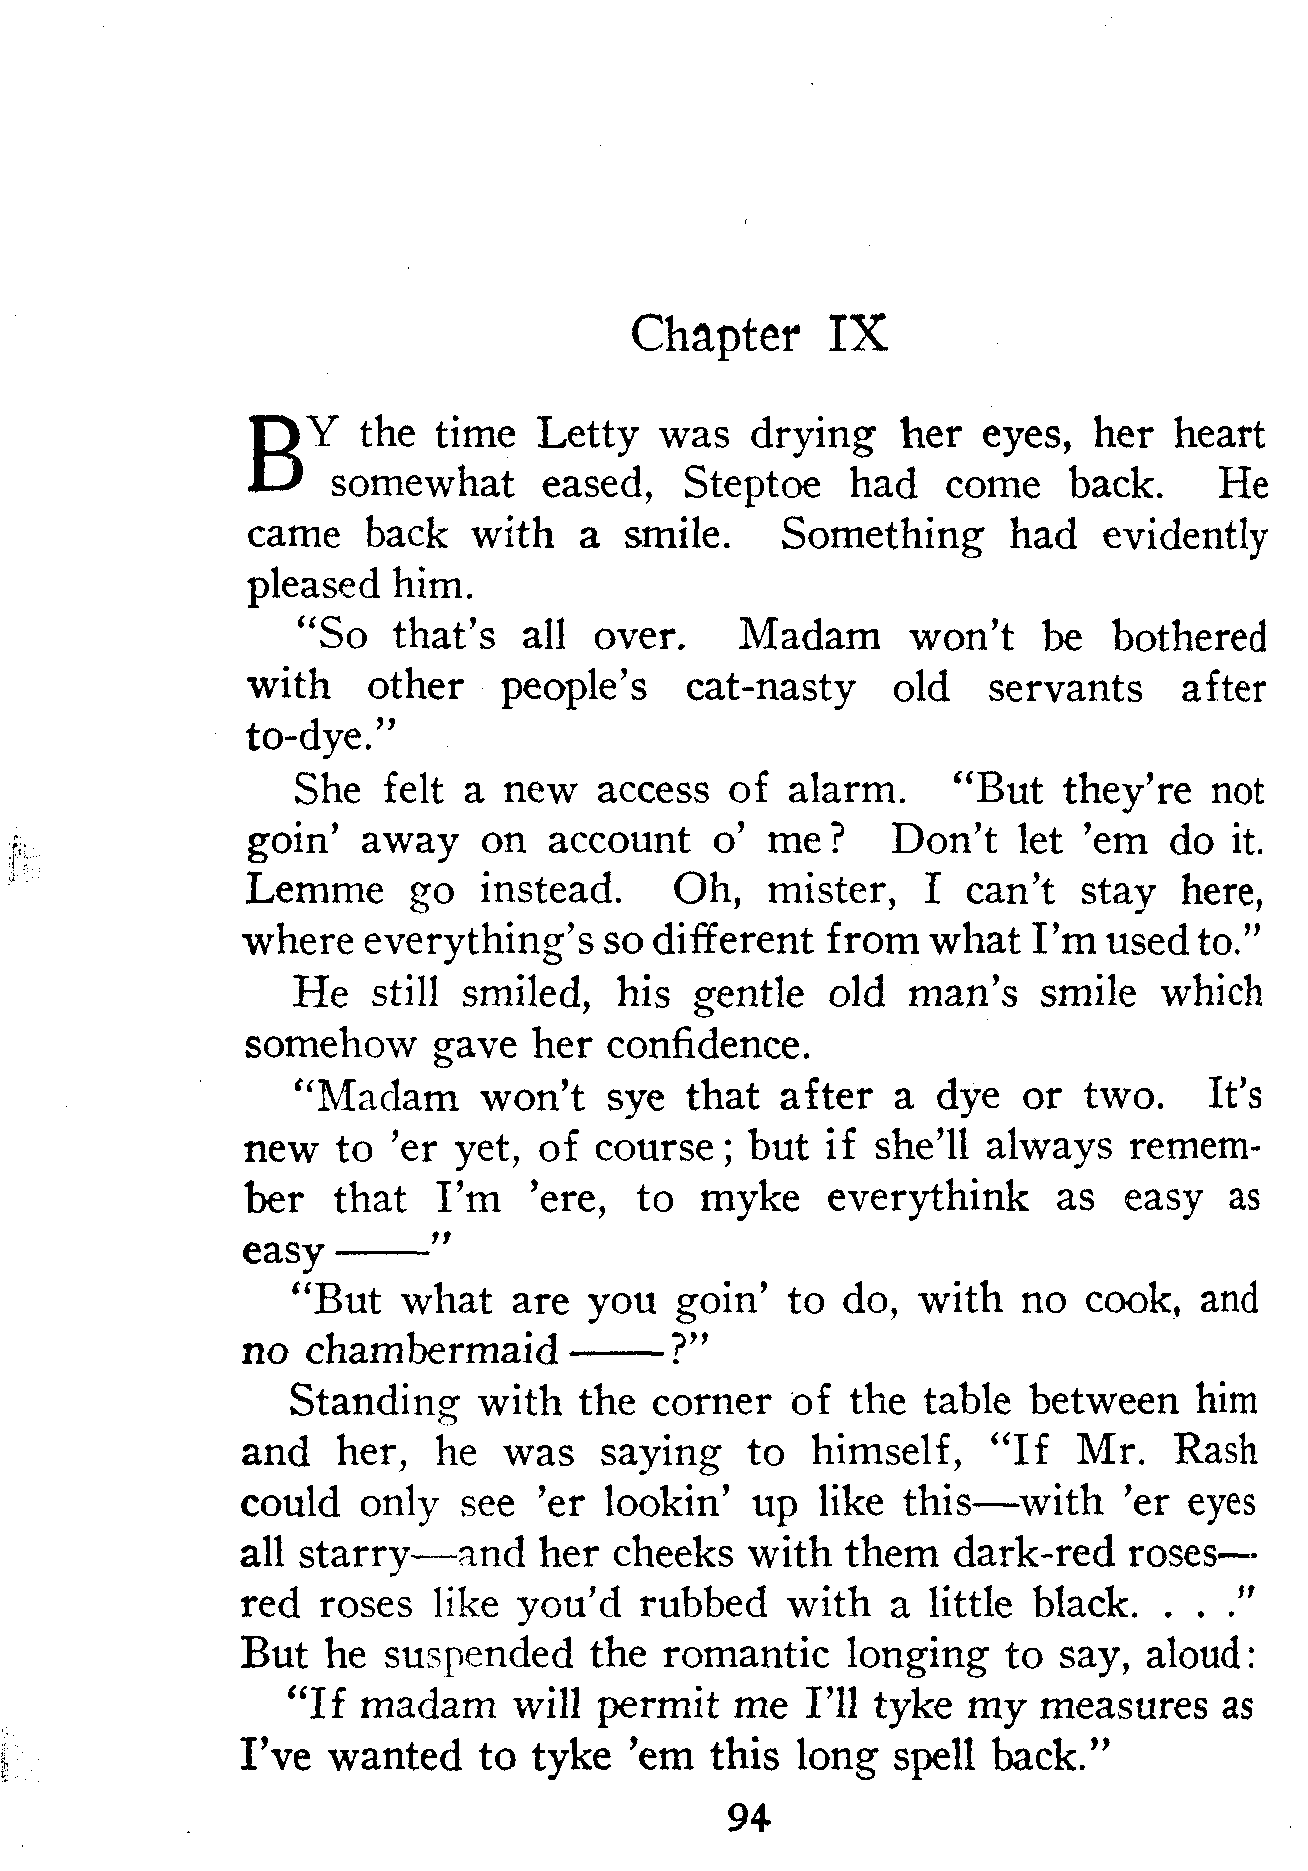 Chapter IX
BY the time Letty was drying her eyes, her heart
somewhat eased, Steptoe had come back. He
came back with a smile. Something had evidently
pleased him.
"So that's all over. Madam won't be bothered
with other people's cat-nasty old servants after
to-dye."
She felt a new access of alarm. "But they're not
goin' away on account o' me? Don't let 'em do it.
Lemme go instead. Oh, mister, I can't stay here,
where everything's so different from what I'm used to."
He still smiled, his gentle old man's smile which
somehow gave her confidence.
"Madam won't sye that after a dye or two. It's
new to 'er yet, of course; but if she'll always remem-
ber that I'm 'ere, to myke everythink as easy as
easy ——"
"But what are you goin' to do, with no cook, and
no chambermaid ——?"
Standing with the corner of the table between him
and her, he was saying to himself, "If Mr. Rash
could only see 'er lookin' up like this—with 'er eyes
all starry—and her cheeks with them dark-red roses—
red roses like you'd rubbed with a little black. . . ."
But he suspended the romantic longing to say, aloud:
"If madam will permit me I'll tyke my measures as
I've wanted to tyke 'em this long spell back."
94